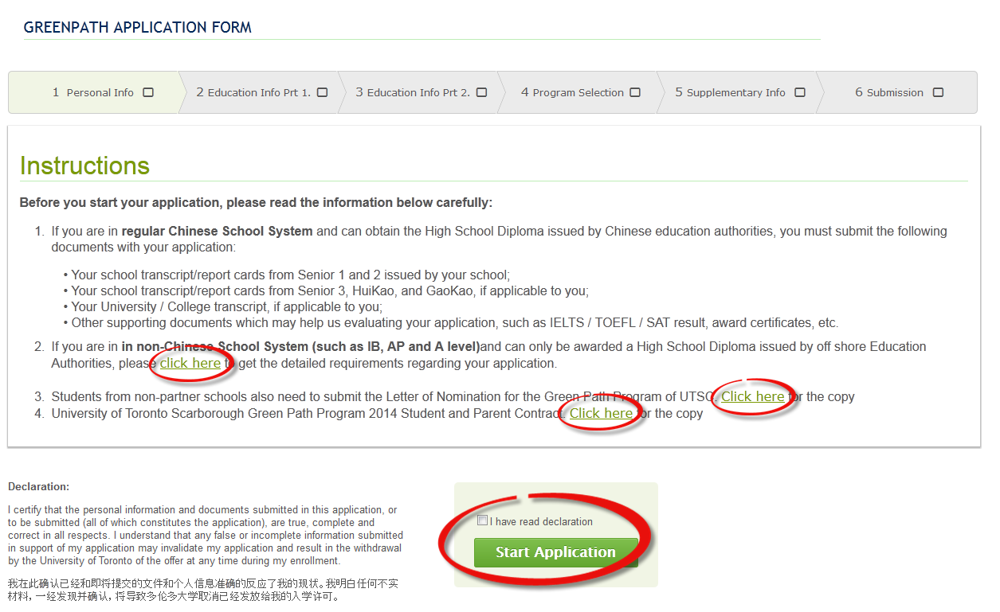 GREENPATH APPLICATION FORM
1 Personal Info
2 Education Info Prt 1.
3 Education Info Prt 2.
4 Program Selection
5 Supplementary Info
6 Submission
Instructions
Before you start your application, please read the information below carefully:
1. If you are in regular Chinese School System and can obtain the High School Diploma issued by Chinese education authorities, you must submit the following
documents with your application:
• Your school transcript/report cards from Senior 1 and 2 issued by your school;
• Your school transcript/report cards from Senior 3, HuiKao, and GaoKao, if applicable to you;
• Your University / College transcript, if applicable to you;
• Other supporting documents which may help us evaluating your application, such as IELTS / TOEFL / SAT result, award certificates, etc.
2. If you are in in non-Chinese School System (such as IB, AP and A level)and can only be awarded a High School Diploma issued by off shore Education
Authorities, please click here to get the detailed requirements regarding your application.
3. Students from non-partner schools also need to submit the Letter of Nomination for the Green Path Program of UTSC. Click here for the copy
4. University of Toronto Scarborough Green Path Program 2014 Student and Parent Contract. Click here for the copy
Declaration:
I certify that the personal information and documents submitted in this application, or
to be submitted (all of which constitutes the application), are true, complete and
correct in all respects. I understand that any false or incomplete information submitted
in support of my application may invalidate my application and result in the withdrawal
by the University of Toronto of the offer at any time during my enrollment.
我在此确认已经和即将提交的文件和个人信息准确的反应了我的现状。我明白任何不实
材料，一经发现并确认，将导致多伦多大学取消已经发放给我的入学许可。
I have read declaration
Start Application